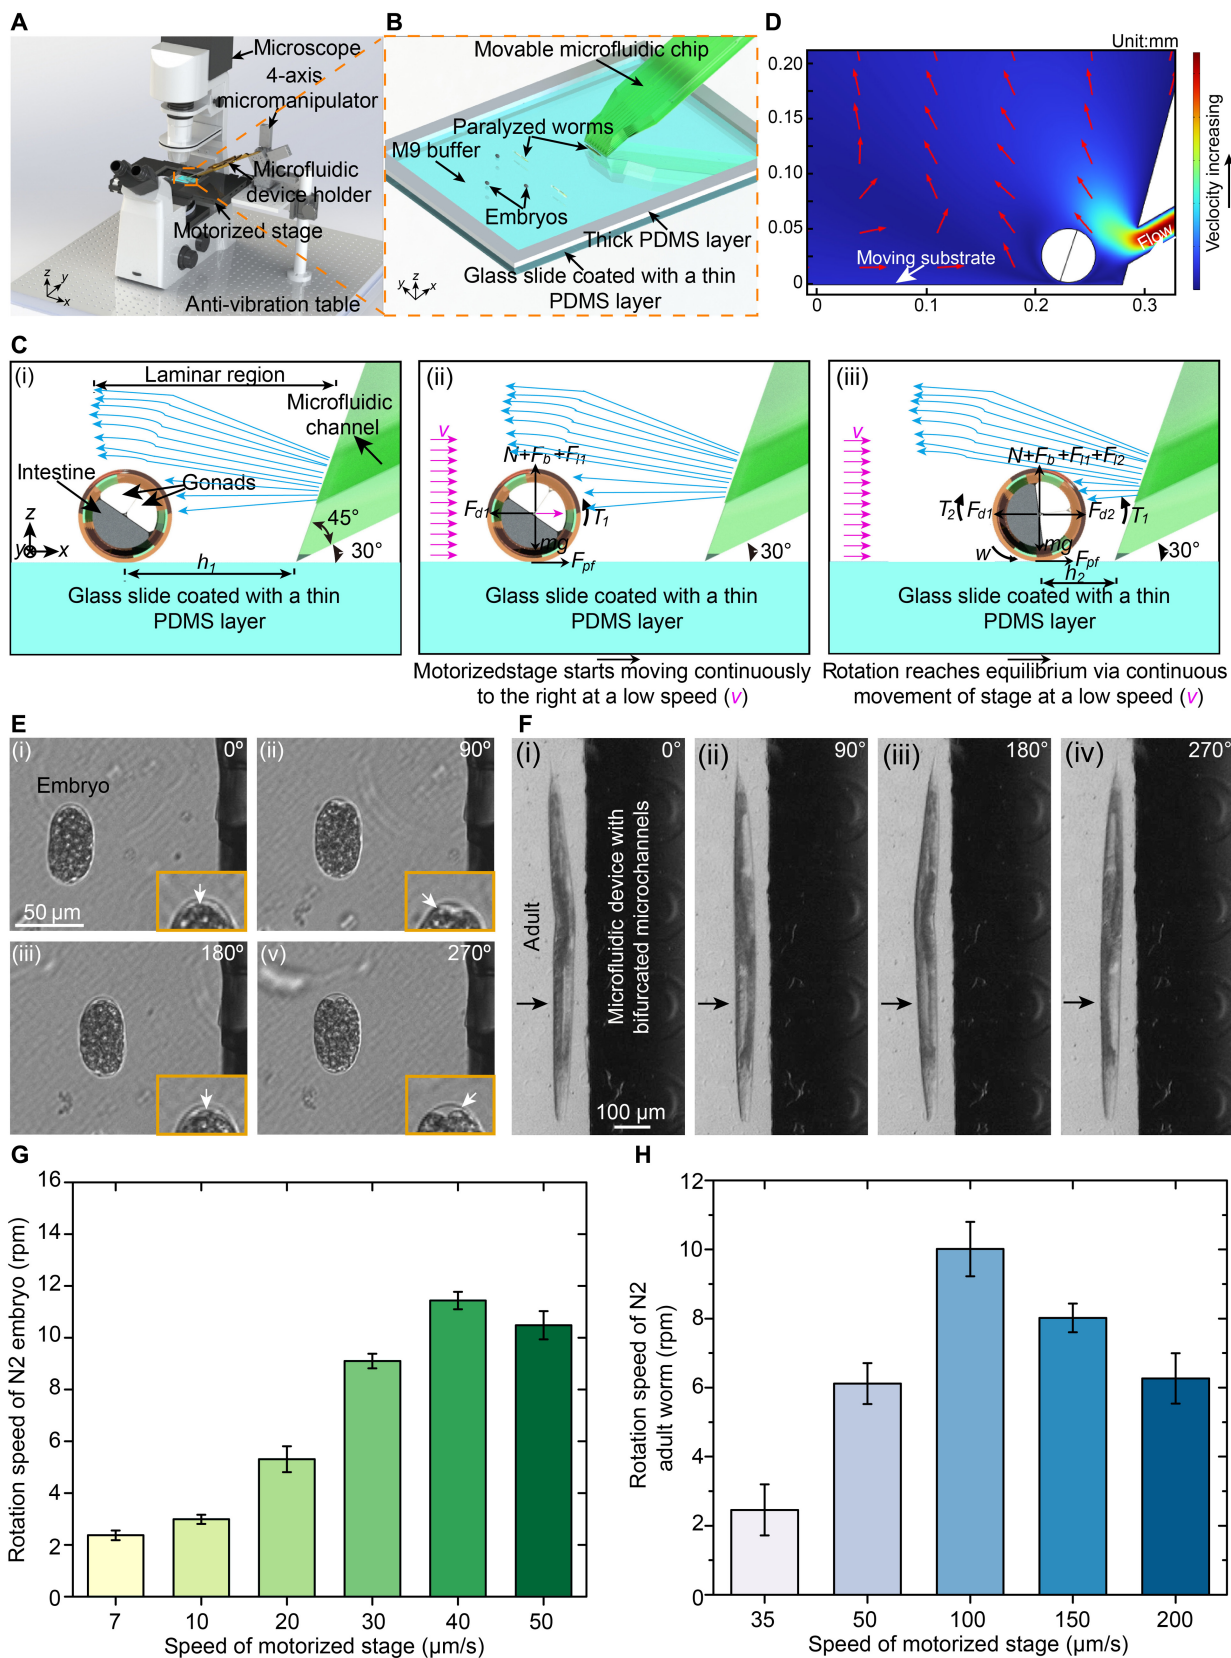 A
Microscope
4-axis
micromanipulator
Microfluidic
device holder
Motorized stage
Anti-vibration table
z
y
x
B
Movable microfluidic chip
Paralyzed worms
M9 buffer
Embryos
Thick PDMS layer
Glass slide coated with a thin
PDMS layer
z
y
x
D
Unit:mm
0.2
0.15
0.1
0.05
0
0
0.1
0.2
0.3
Moving substrate
Flow
Velocity increasing
C
(i)
Laminar region
Microfluidic
channel
Intestine
Gonads
z
y
x
45°
30°
h1
Glass slide coated with a thin
PDMS layer
(ii)
v
N+Fb+Fl1
Fd1
T1
mg
Fpf
30°
Glass slide coated with a thin
PDMS layer
Motorizedstage starts moving continuously
to the right at a low speed (v)
(iii)
v
N+Fb+Fl1+Fl2
T2
Fd1
Fd2
T1
w
mg
Fpf
h2
30°
Glass slide coated with a thin
PDMS layer
Rotation reaches equilibrium via continuous
movement of stage at a low speed (v)
E
(i)
0°
Embryo
50 µm
(ii)
90°
(iii)
180°
(v)
270°
F
(i)
0°
Adult
Microfluidic device with
bifurcated microchannels
100 µm
(ii)
90°
(iii)
180°
(iv)
270°
G
Rotation speed of N2 embryo (rpm)
16
14
12
10
8
6
4
2
0
7
10
20
30
40
50
Speed of motorized stage (µm/s)
H
Rotation speed of N2
adult worm (rpm)
12
10
8
6
4
2
0
35
50
100
150
200
Speed of motorized stage (µm/s)